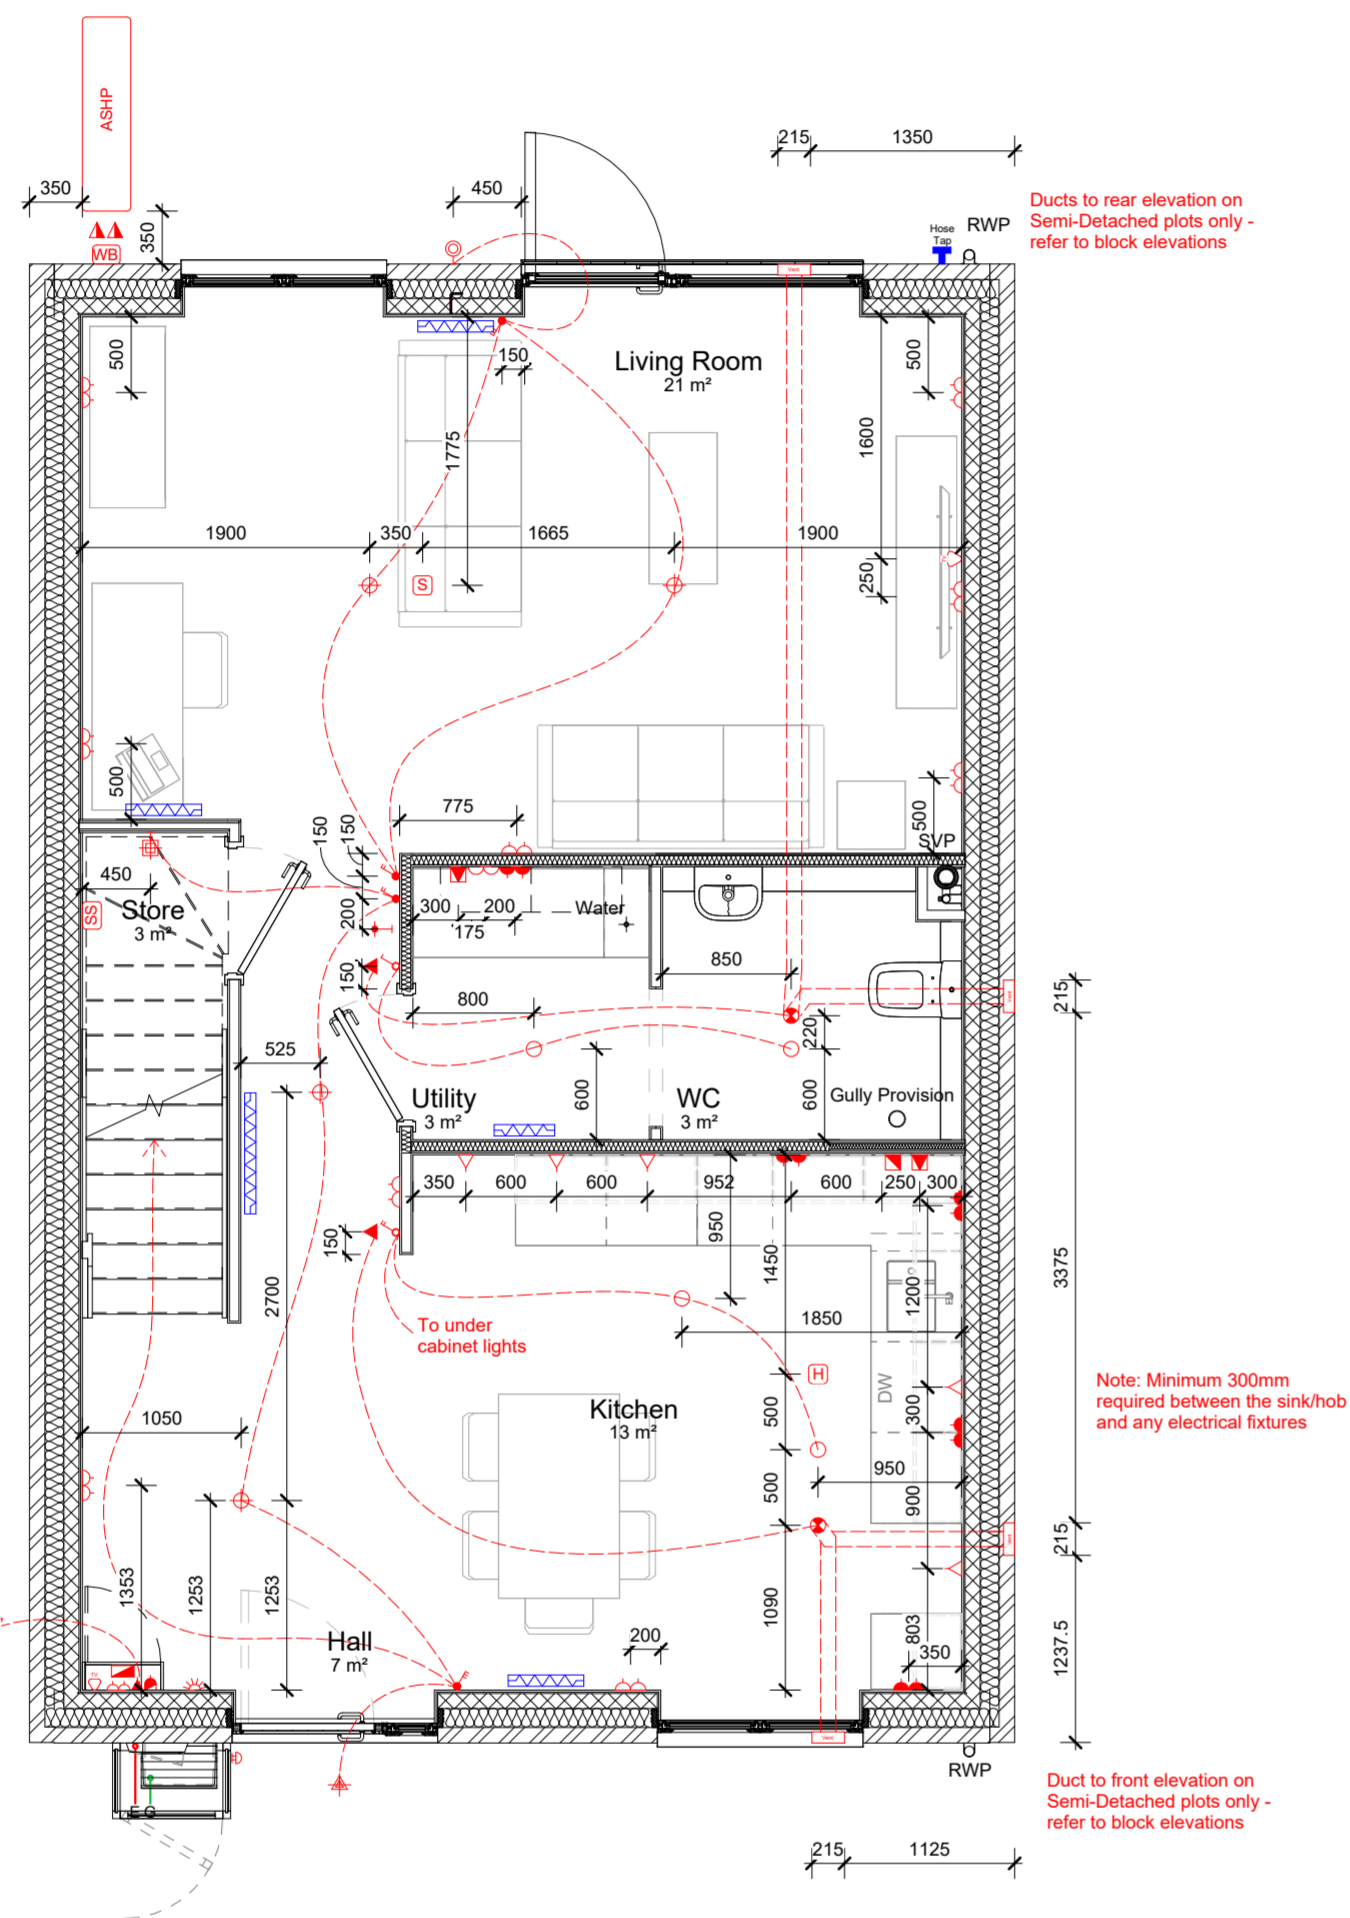 ASHP
215
1350
350
450
350
WB
Ducts to rear elevation on
Semi-Detached plots only -
refer to block elevations
Hose
Tap
RWP
Vent
500
150
Living Room
21 m²
500
1775
1600
1900
350
1665
1900
S
250
TV
500
775
500
150
150
SVP
450
SS
Store
3 m²
200
300
200
175
Water
850
150
800
220
215
Vent
525
600
600
Utility
3 m²
WC
3 m²
Gully Provision
350
600
600
952
600
250
300
950
1450
150
2700
1200
3375
To under
cabinet lights
1850
H
DW
Note: Minimum 300mm
required between the sink/hob
and any electrical fixtures
Kitchen
13 m²
500
300
1050
950
500
900
215
Vent
1353
1253
1253
1090
803
1237.5
Hall
7 m²
200
350
TV
Vent
RWP
E G
Duct to front elevation on
Semi-Detached plots only -
refer to block elevations
215
1125